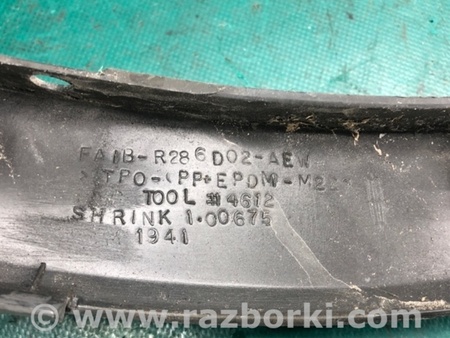 FA1B-R286D02-AEW
>TPO-(PP+EPDM-M2
TOOL #4612
SHRINK 1.00675
1941
www.razborki.com